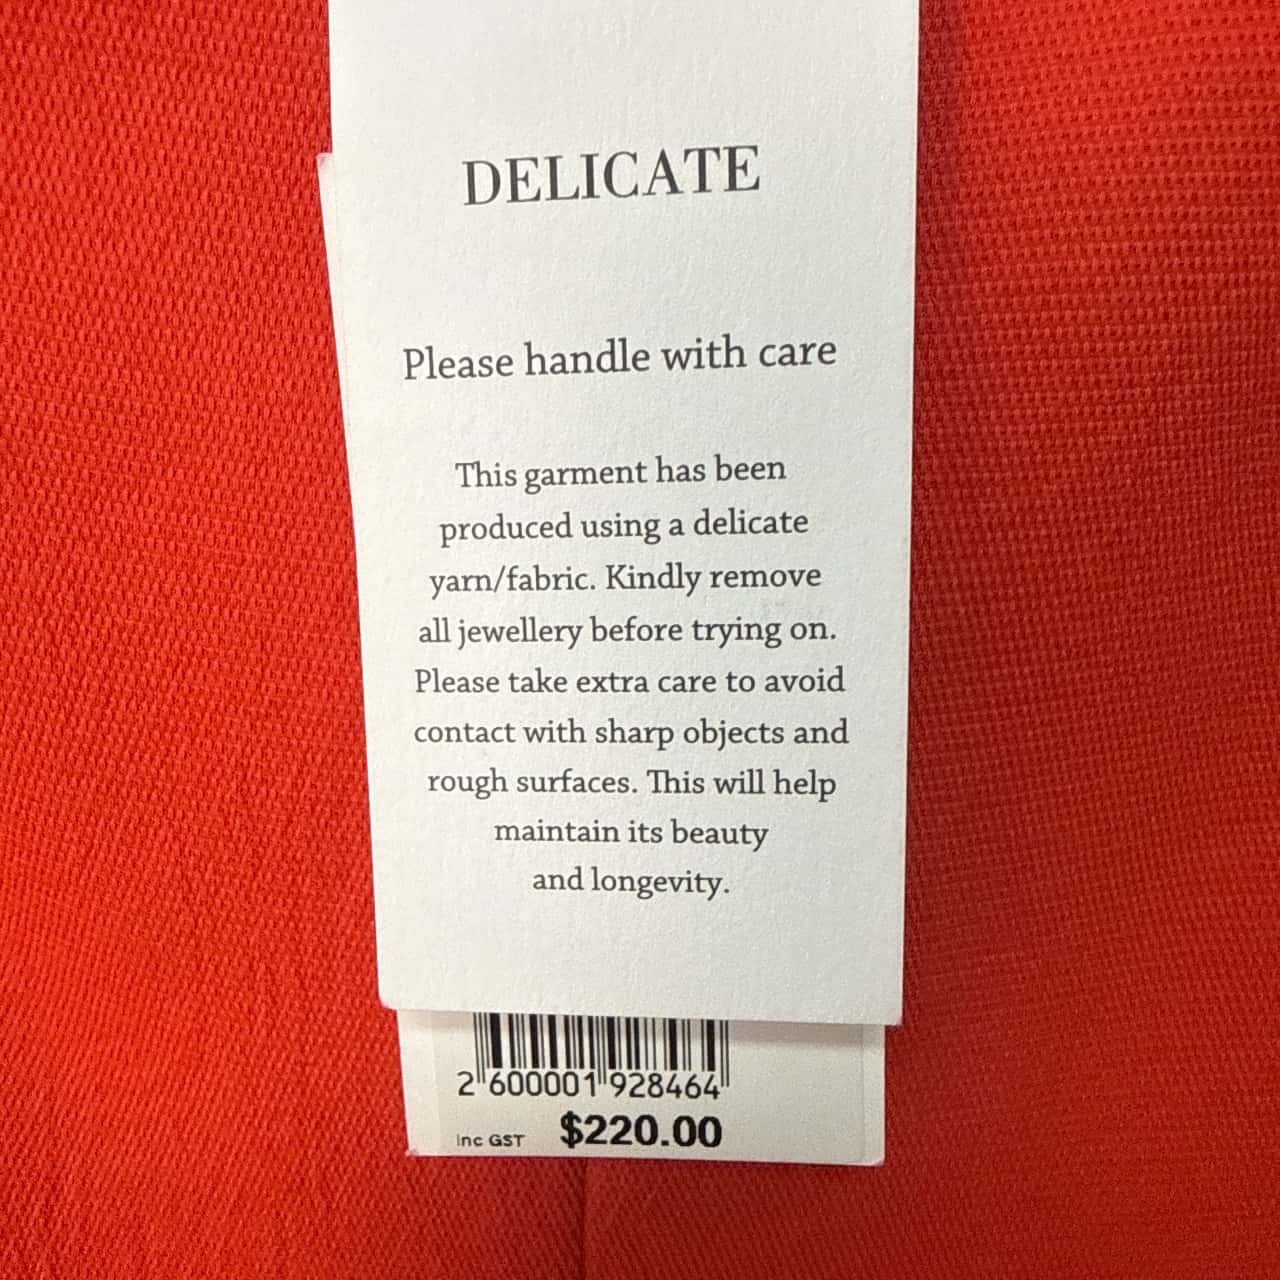 DELICATE
Please handle with care
This garment has been
produced using a delicate
yarn/fabric. Kindly remove
all jewellery before trying on.
Please take extra care to avoid
contact with sharp objects and
rough surfaces. This will help
maintain its beauty
and longevity.
2 600001 928464
Inc GST $220.00